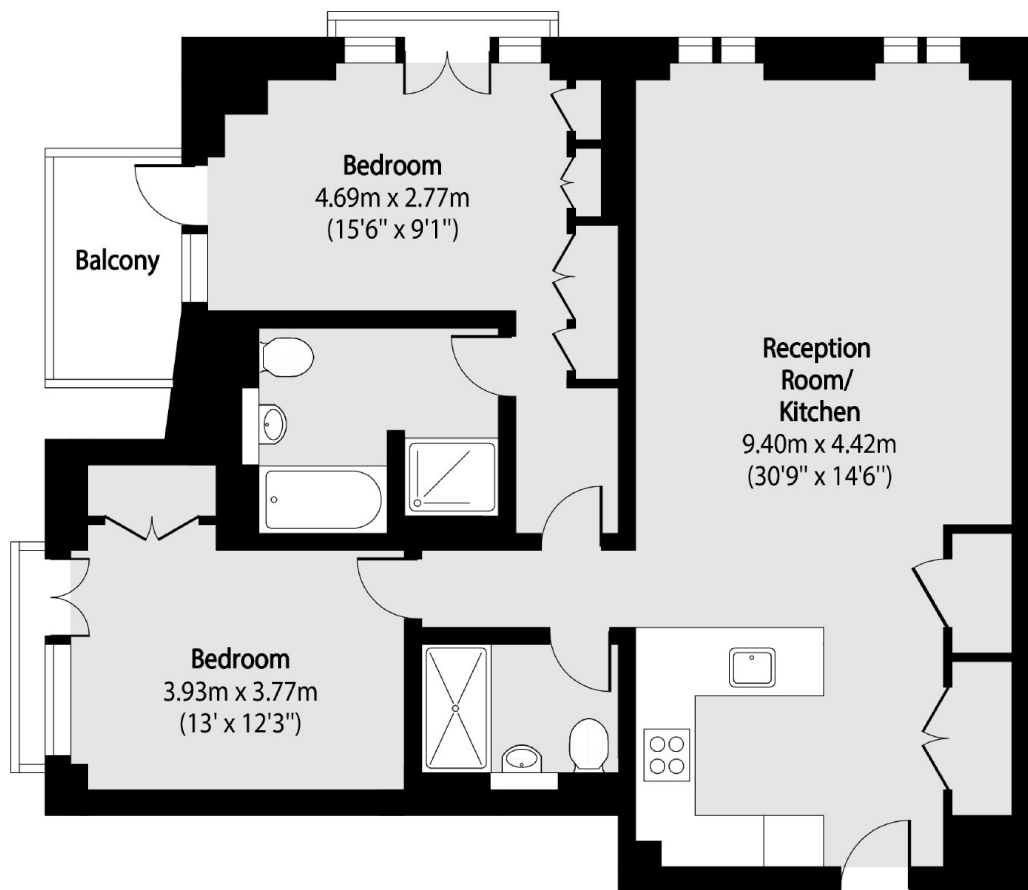 Bedroom
4.69m x 2.77m
(15'6" x 9'1")
Balcony
Reception
Room/
Kitchen
9.40m x 4.42m
(30'9" x 14'6")
Bedroom
3.93m x 3.77m
(13' x 12'3")